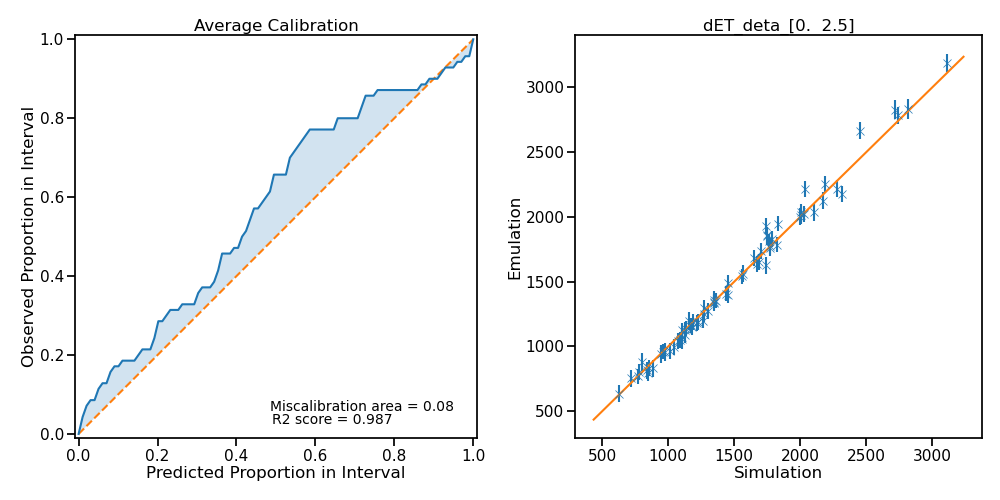 Average Calibration
1.0
0.8
0.6
0.4
0.2
0.0
Observed Proportion in Interval
Miscalibration area = 0.08
R2 score = 0.987
0.0 0.2 0.4 0.6 0.8 1.0
Predicted Proportion in Interval
dET_deta_[0. 2.5]
3000
2500
2000
1500
1000
500
Emulation
500 1000 1500 2000 2500 3000
Simulation